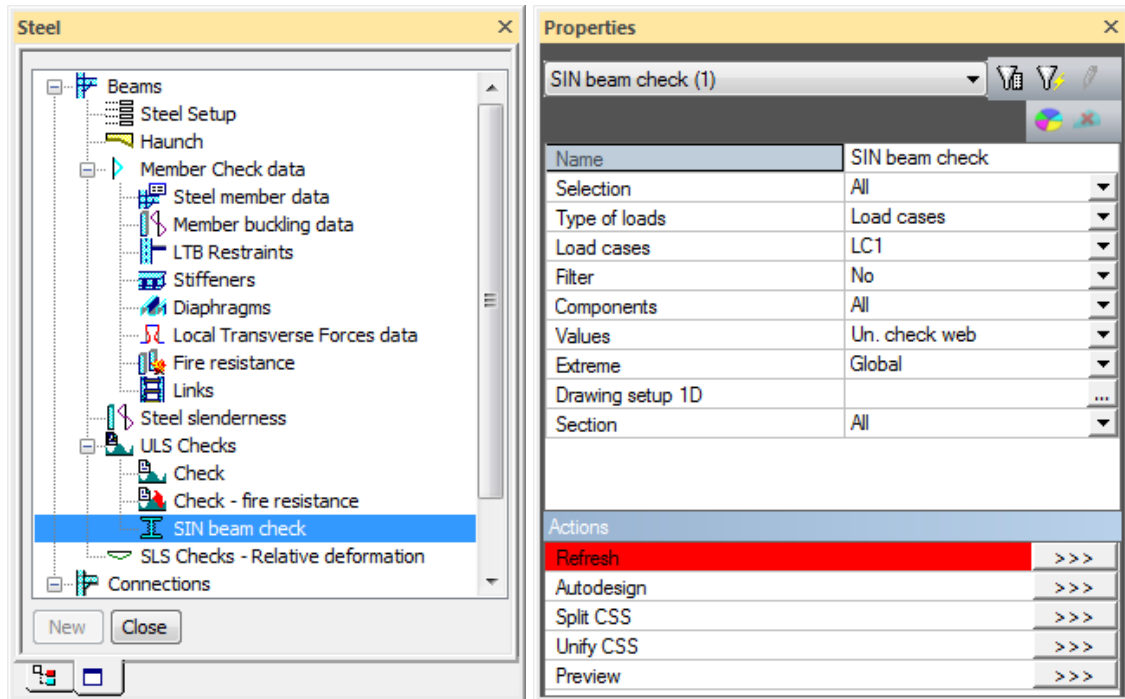 Steel
Beams
Steel Setup
Haunch
Member Check data
Steel member data
Member buckling data
LTB Restraints
Stiffeners
Diaphragms
Local Transverse Forces data
Fire resistance
Links
Steel slenderness
ULS Checks
Check
Check - fire resistance
SIN beam check
SLS Checks - Relative deformation
Connections
New Close
Properties
SIN beam check (1)
Name SIN beam check
Selection All
Type of loads Load cases
Load cases LC1
Filter No
Components All
Values Un. check web
Extreme Global
Drawing setup 1D ...
Section All
Actions
Refresh >>>
Autodesign >>>
Split CSS >>>
Unify CSS >>>
Preview >>>